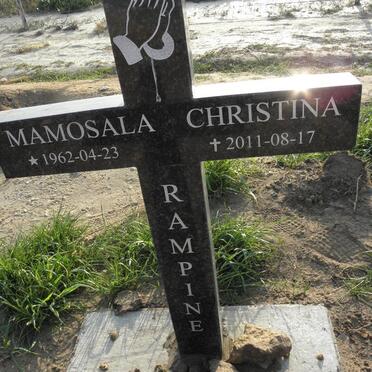 MAMOSALA CHRISTINA
★1962-04-23 ✝2011-08-17
RAMPINE